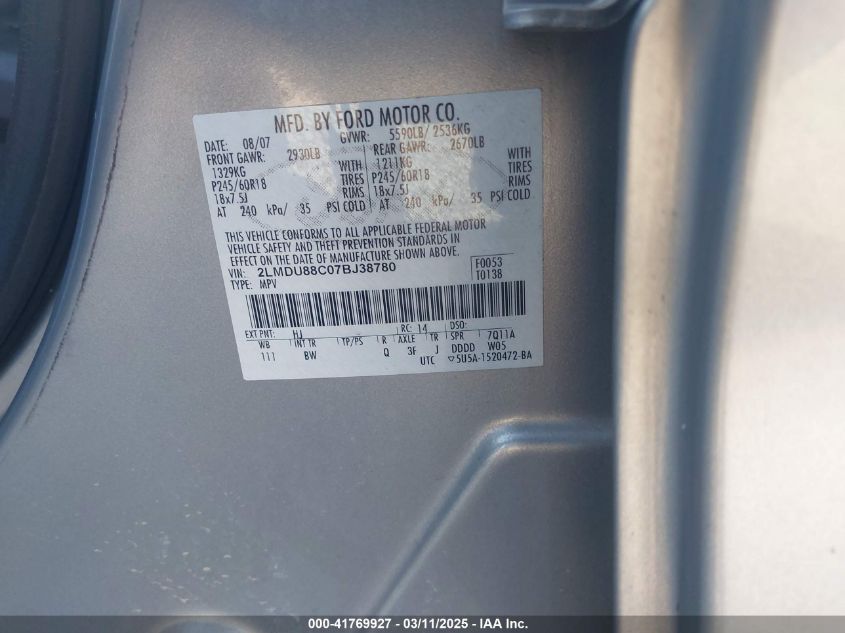 MFD. BY FORD MOTOR CO.
DATE: 08/07 GVWR: 5590LB/ 2536KG
FRONT GAWR: 2930LB REAR GAWR: 2670LB
1329KG WITH 1211KG WITH
P245/60R18 TIRES P245/60R18 TIRES
18x7.5J RIMS 18x7.5J RIMS
AT 240 kPa/ 35 PSI COLD AT 240 kPa/ 35 PSI COLD
THIS VEHICLE CONFORMS TO ALL APPLICABLE FEDERAL MOTOR
VEHICLE SAFETY AND THEFT PREVENTION STANDARDS IN
EFFECT ON THE DATE OF MANUFACTURE SHOWN ABOVE.
VIN: 2LMDU88C07BJ38780 F0053
TYPE: MPV T0138
EXT PNT: HJ RC: 14 DSO:
WB INT TR TP/PS R AXLE TR SPR 7Q11A
111 BW Q 3F J DDDD W05
UTC ▽5U5A-1520472-BA
000-41769927 / 03/11/2025 - IAA Inc.